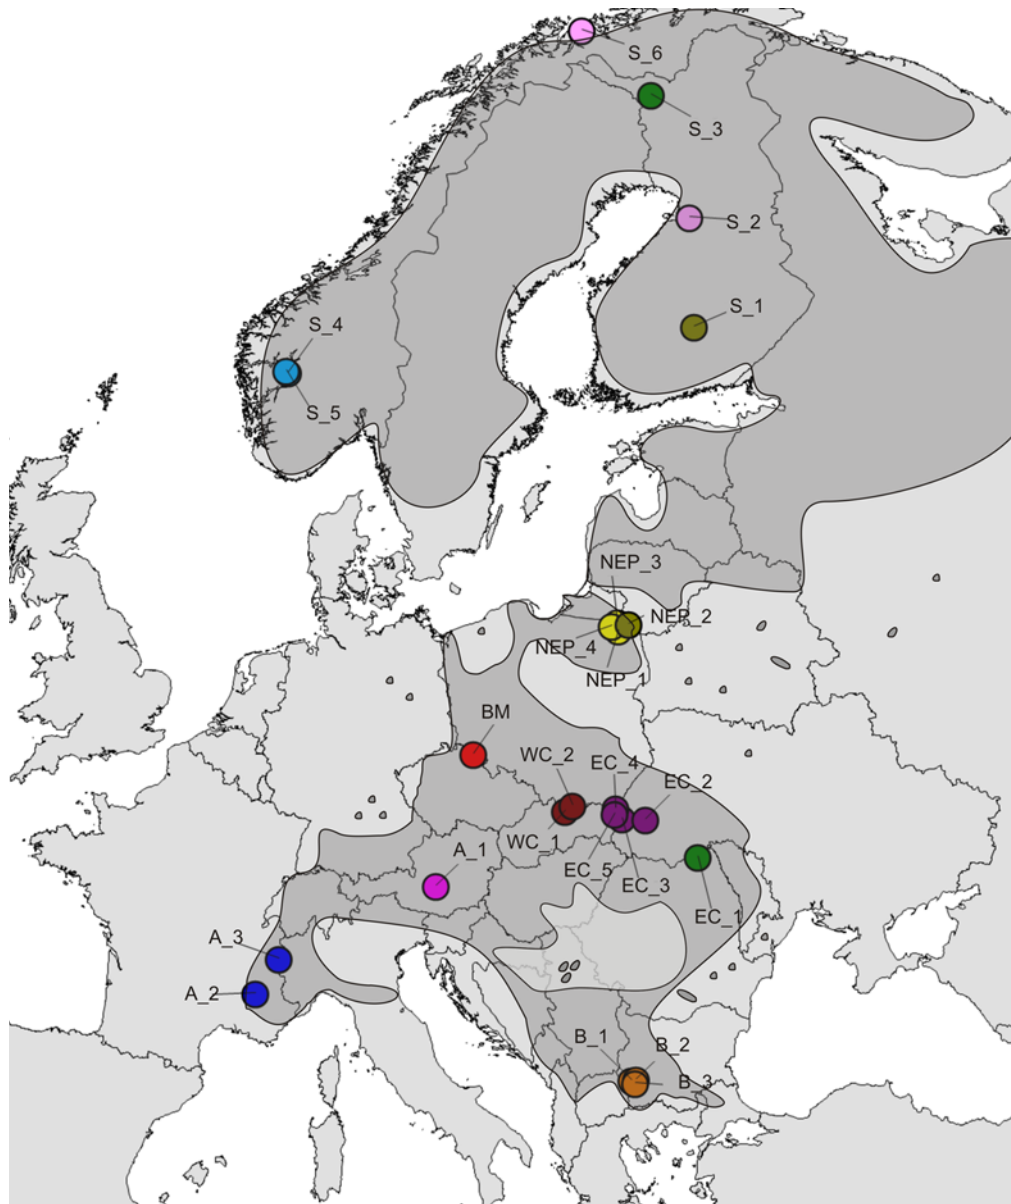 S_6
S_3
S_2
S_1
S_4
S_5
NEP_3
NEP_2
NEP_4
NEP_1
BM
WC_2
EC_4
EC_2
WC_1
A_1
EC_5
EC_3
EC_1
A_3
A_2
B_1
B_2
B_3